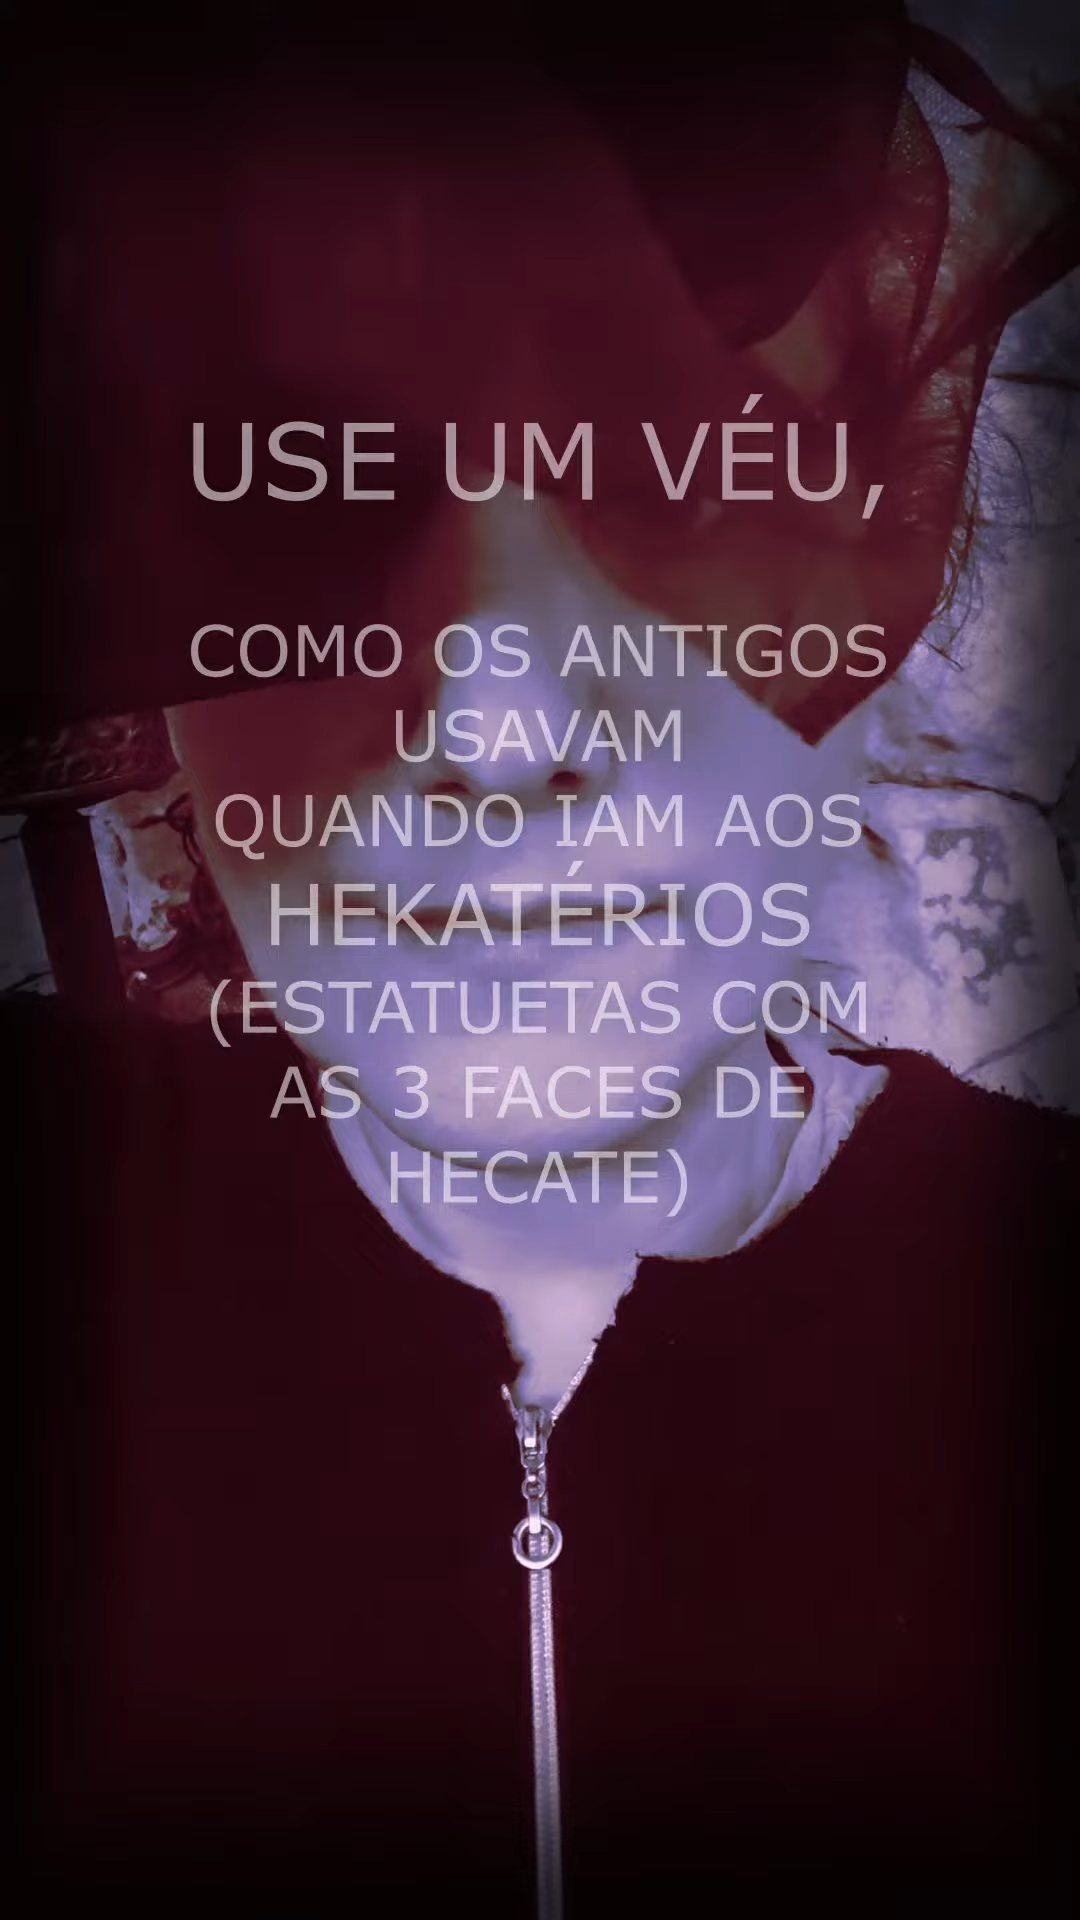 USE UM VÉU,
COMO OS ANTIGOS
USAVAM
QUANDO IAM AOS
HEKATÉRIOS
(ESTATUETAS COM
AS 3 FACES DE
HECATE)